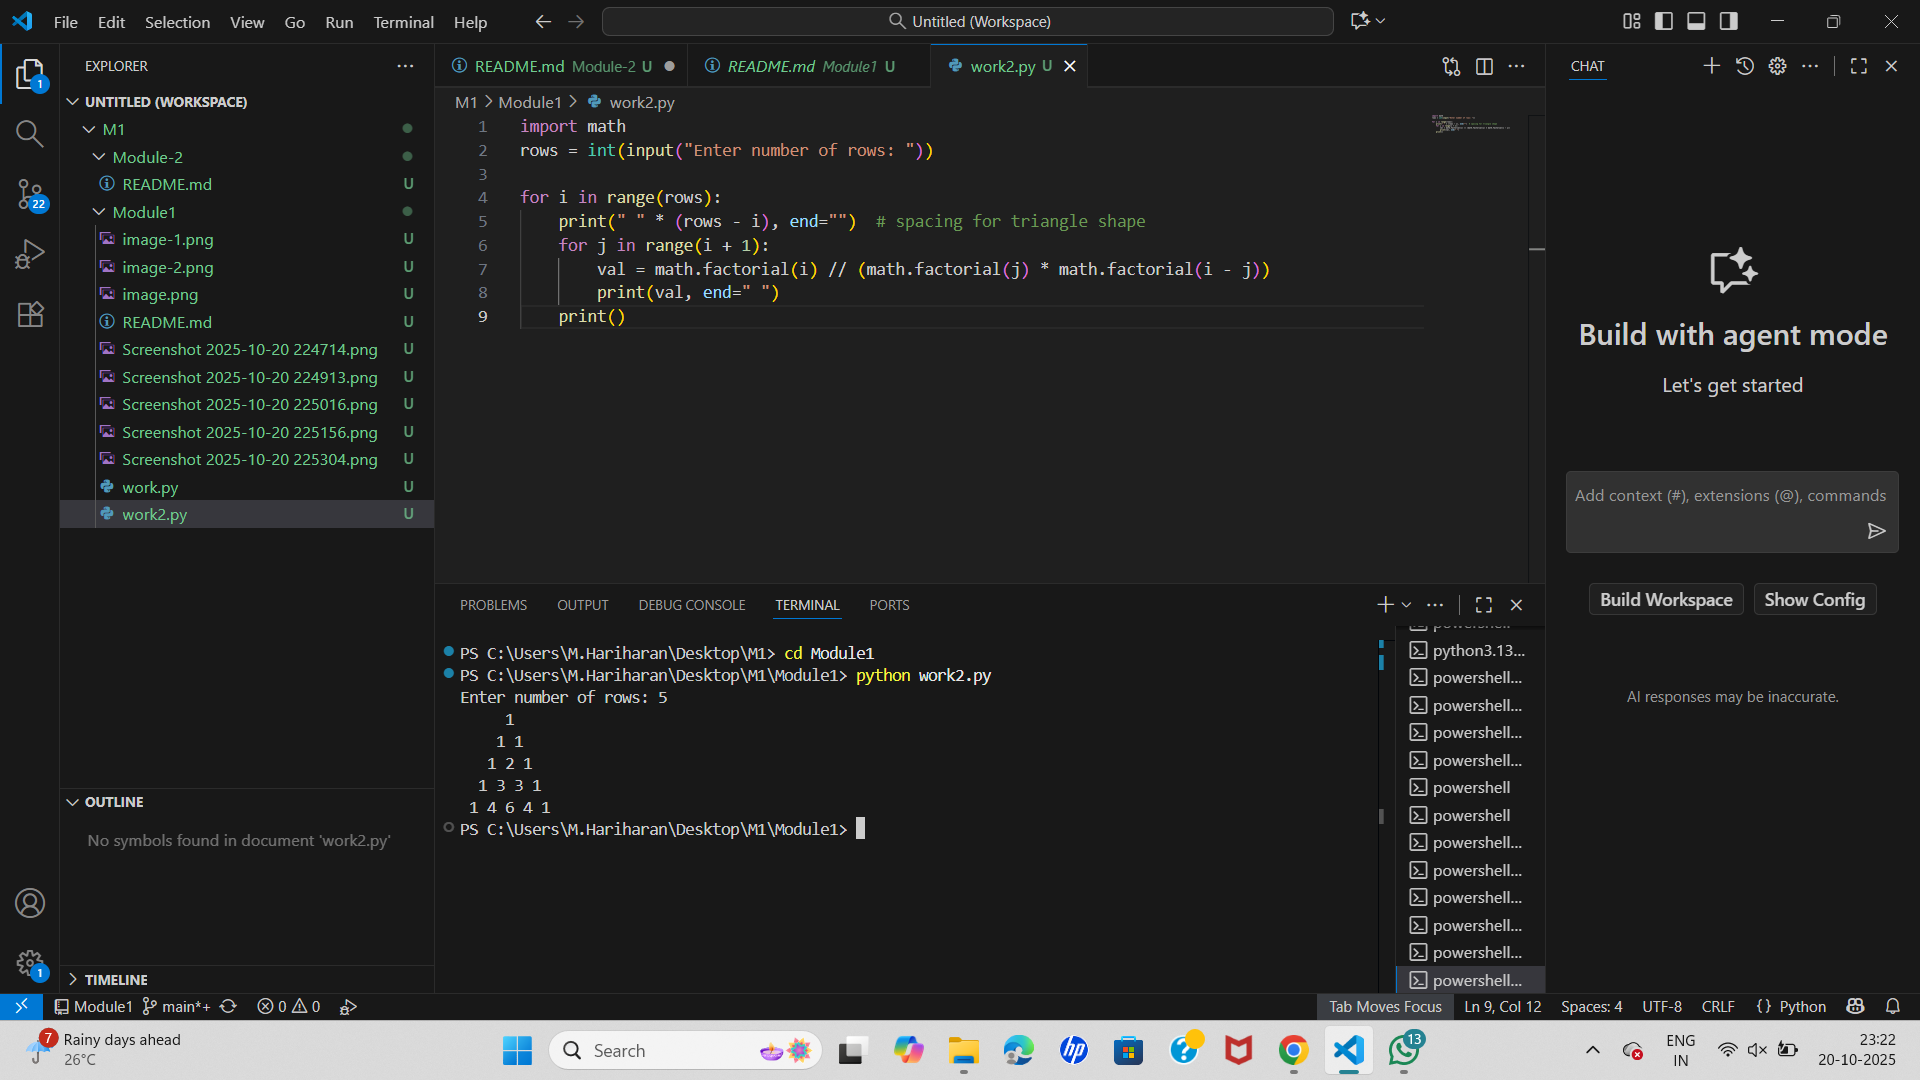 File Edit Selection View Go Run Terminal Help
Untitled (Workspace)
EXPLORER
1
22
UNTITLED (WORKSPACE)
M1
Module-2
README.md U
Module1
image-1.png U
image-2.png U
image.png U
README.md U
Screenshot 2025-10-20 224714.png U
Screenshot 2025-10-20 224913.png U
Screenshot 2025-10-20 225016.png U
Screenshot 2025-10-20 225156.png U
Screenshot 2025-10-20 225304.png U
work.py U
work2.py U
OUTLINE
No symbols found in document 'work2.py'
TIMELINE
1
README.md Module-2 U
README.md Module1 U
work2.py U
M1 > Module1 > work2.py
1 import math
2 rows = int(input("Enter number of rows: "))
3
4 for i in range(rows):
5 print(" " * (rows - i), end="")  # spacing for triangle shape
6 for j in range(i + 1):
7 val = math.factorial(i) // (math.factorial(j) * math.factorial(i - j))
8 print(val, end=" ")
9 print()
PROBLEMS OUTPUT DEBUG CONSOLE TERMINAL PORTS
PS C:\Users\M.Hariharan\Desktop\M1> cd Module1
PS C:\Users\M.Hariharan\Desktop\M1\Module1> python work2.py
Enter number of rows: 5
1
1 1
1 2 1
1 3 3 1
1 4 6 4 1
PS C:\Users\M.Hariharan\Desktop\M1\Module1>
python3.13...
powershell...
powershell...
powershell...
powershell...
powershell
powershell
powershell...
powershell...
powershell...
powershell...
powershell...
powershell...
CHAT
Build with agent mode
Let's get started
Add context (#), extensions (@), commands
Build Workspace Show Config
AI responses may be inaccurate.
Module1 main*+ 0 0
Tab Moves Focus Ln 9, Col 12 Spaces: 4 UTF-8 CRLF {} Python
7
Rainy days ahead
26°C
Search
hp
13
ENG
IN
23:22
20-10-2025